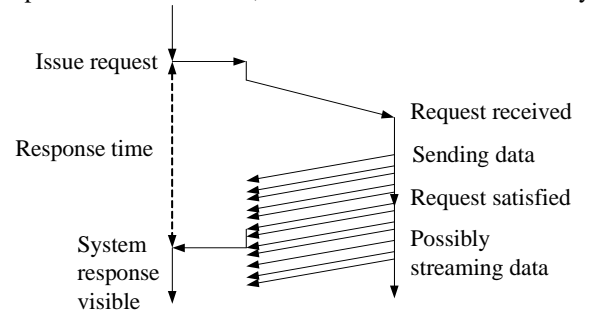 Issue request
Request received
Response time
Sending data
Request satisfied
System
response
visible
Possibly
streaming data